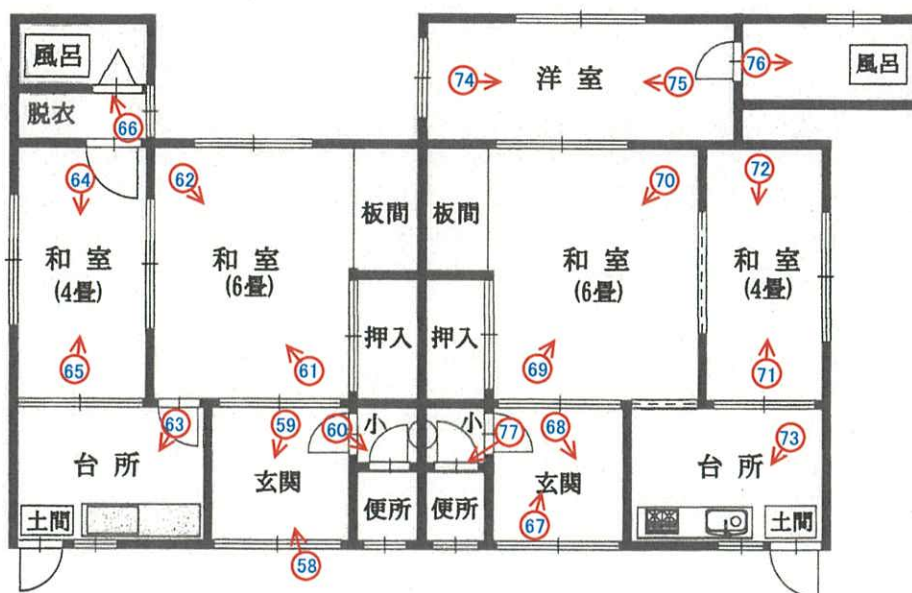 風呂
74
洋室
75
76
風呂
脱衣
66
64
62
板間
板間
70
72
和室
(4畳)
和室
(6畳)
和室
(6畳)
和室
(4畳)
押入
押入
65
61
69
71
63
59
60
小
小
77
68
73
台所
玄関
便所
便所
玄関
67
台所
土間
58
土間